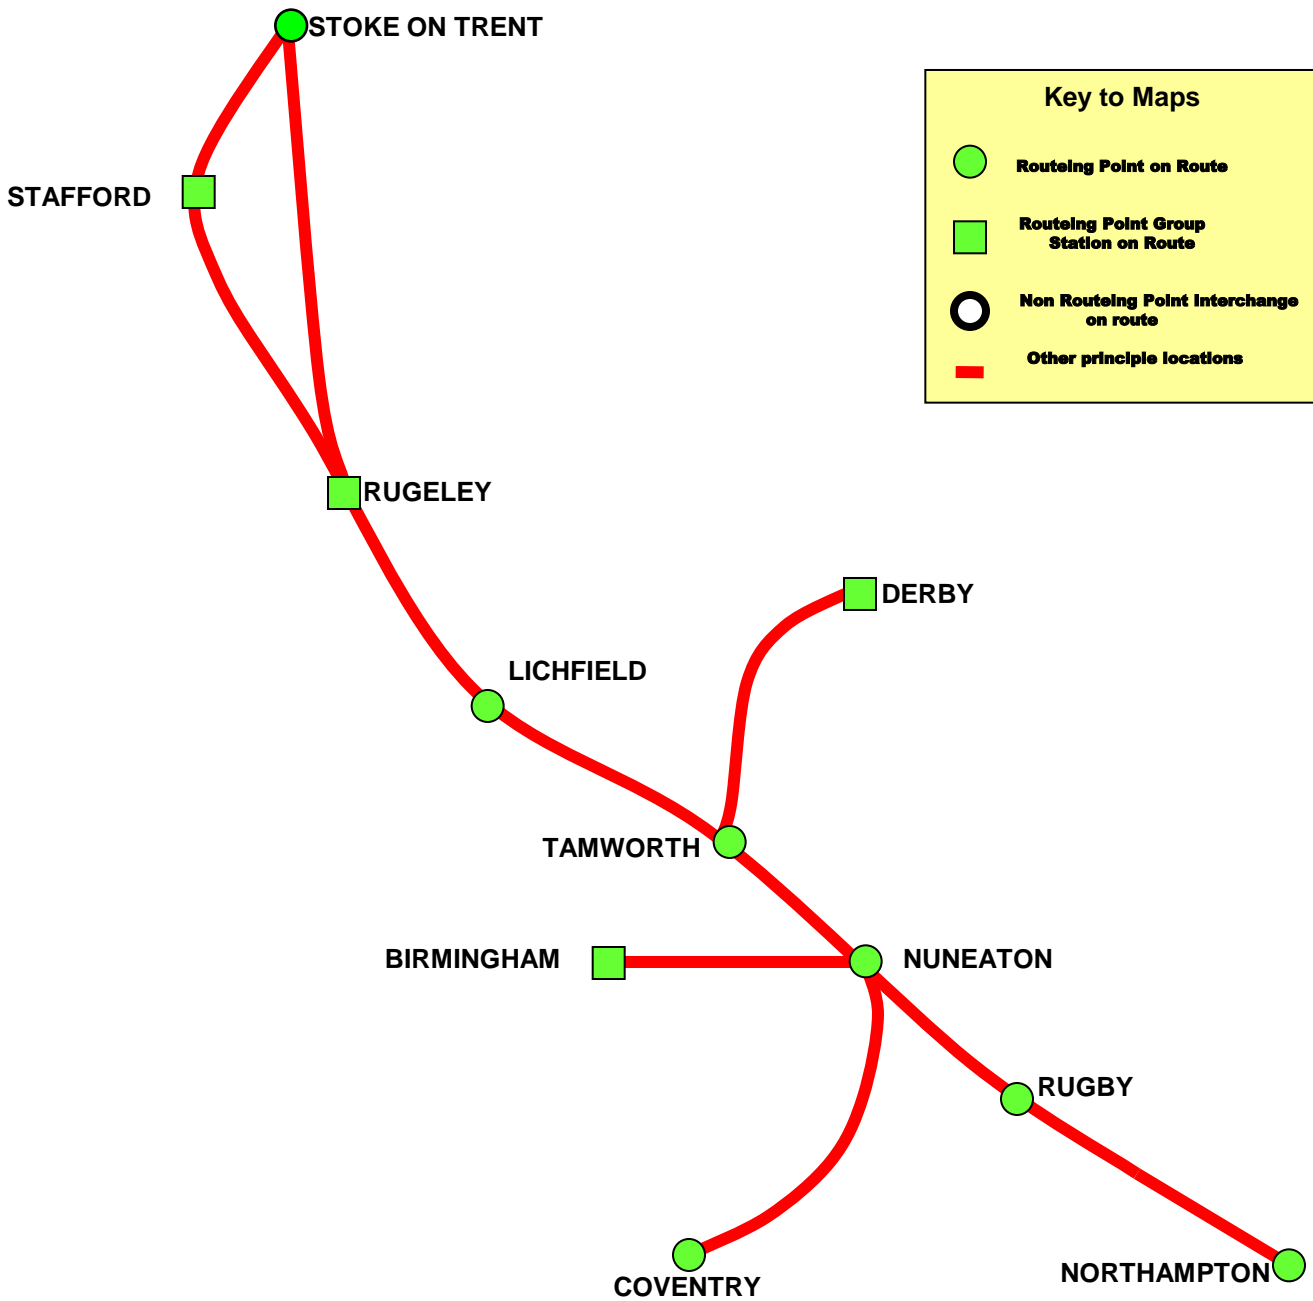 STOKE ON TRENT
Key to Maps
Routeing Point on Route
STAFFORD
Routeing Point Group
Station on Route
Non Routeing Point Interchange
on route
Other principle locations
RUGELEY
DERBY
LICHFIELD
TAMWORTH
BIRMINGHAM
NUNEATON
RUGBY
NORTHAMPTON
COVENTRY